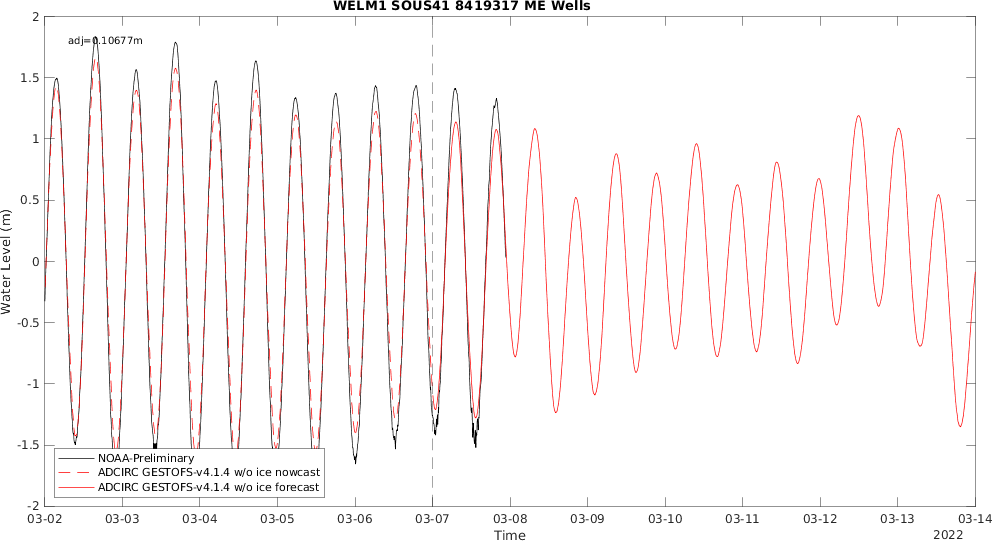 WELM1 SOUS41 8419317 ME Wells
adj=0.10677m
2
1.5
1
0.5
0
-0.5
-1
-1.5
-2
Water Level (m)
NOAA-Preliminary
ADCIRC GESTOFS-v4.1.4 w/o ice nowcast
ADCIRC GESTOFS-v4.1.4 w/o ice forecast
03-02 03-03 03-04 03-05 03-06 03-07 03-08 03-09 03-10 03-11 03-12 03-13 03-14
Time
2022